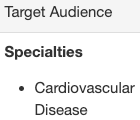 Target Audience
Specialties
• Cardiovascular
Disease